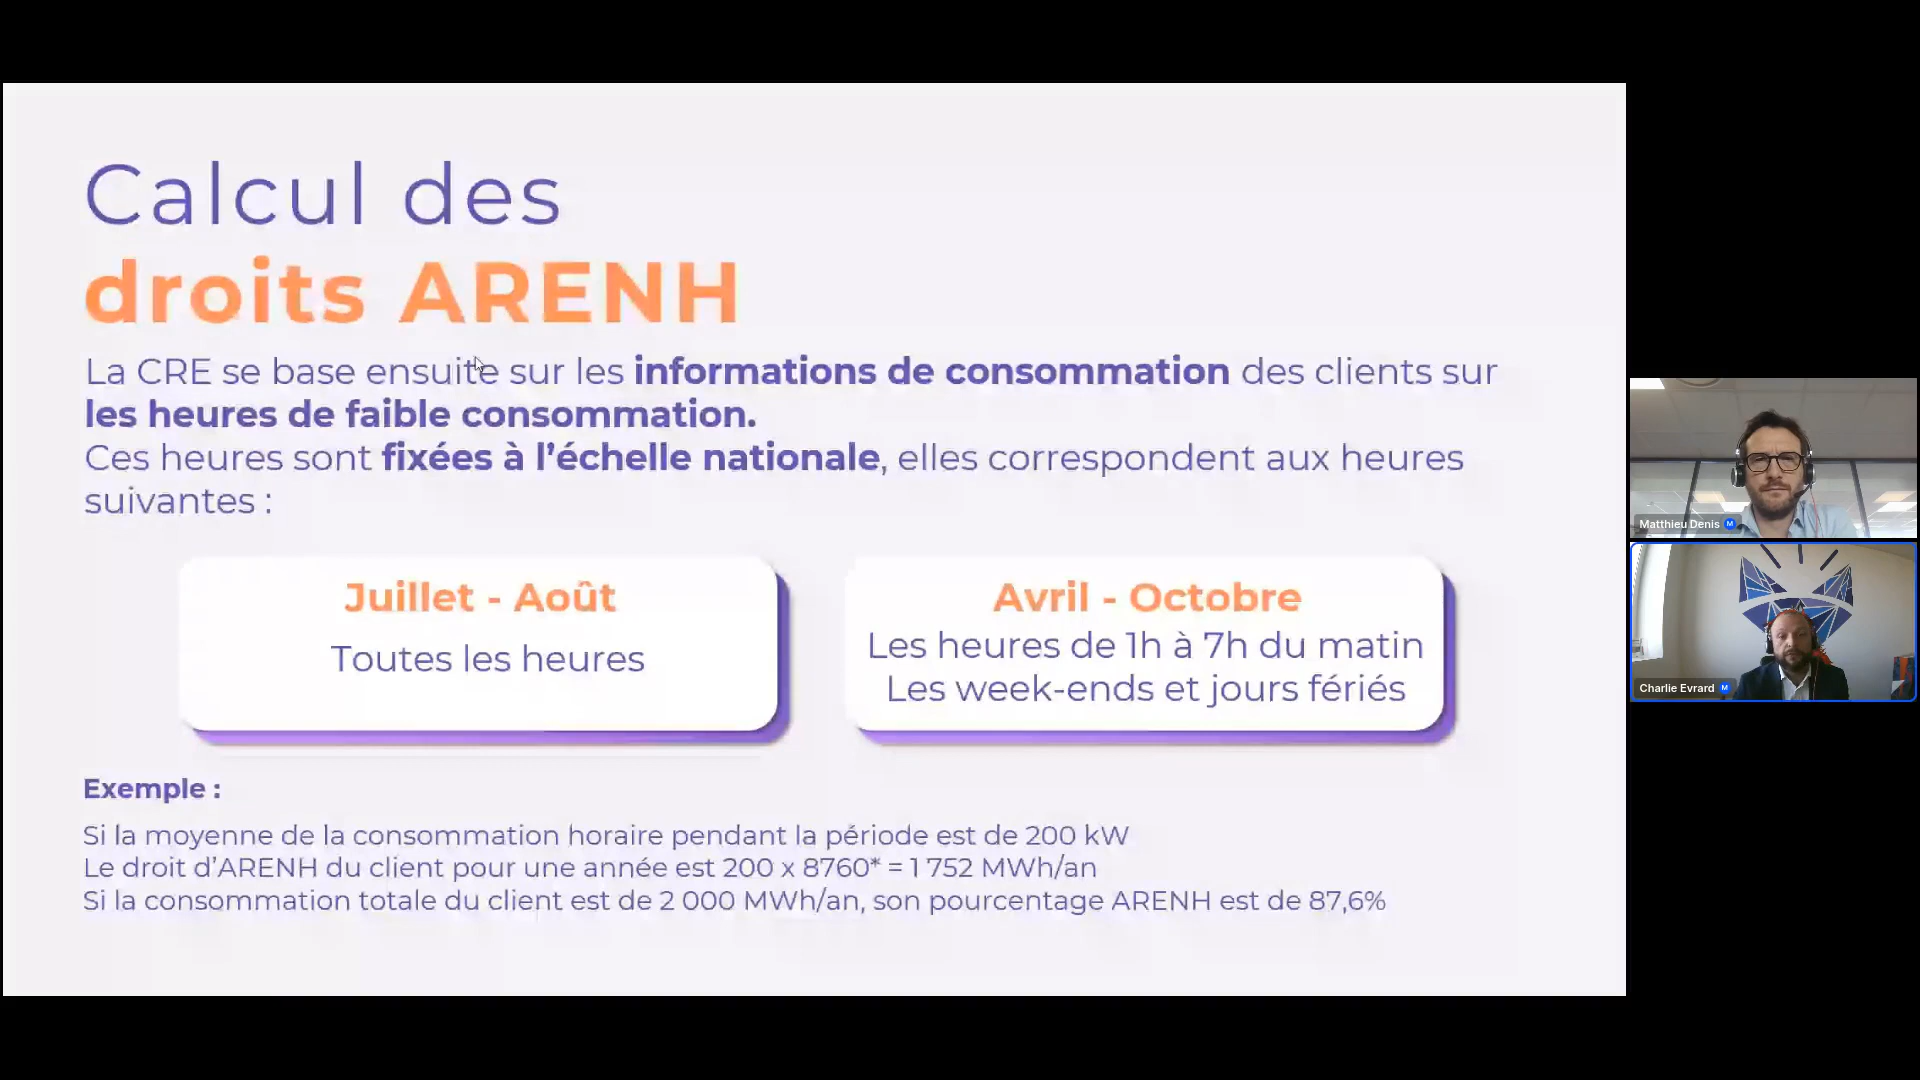 Calcul des
droits ARENH
La CRE se base ensuite sur les informations de consommation des clients sur
les heures de faible consommation.
Ces heures sont fixées à l’échelle nationale, elles correspondent aux heures
suivantes :
Juillet - Août
Toutes les heures
Avril - Octobre
Les heures de 1h à 7h du matin
Les week-ends et jours fériés
Exemple :
Si la moyenne de la consommation horaire pendant la période est de 200 kW
Le droit d’ARENH du client pour une année est 200 x 8760* = 1 752 MWh/an
Si la consommation totale du client est de 2 000 MWh/an, son pourcentage ARENH est de 87,6%
Matthieu Denis M
Charlie Evrard M